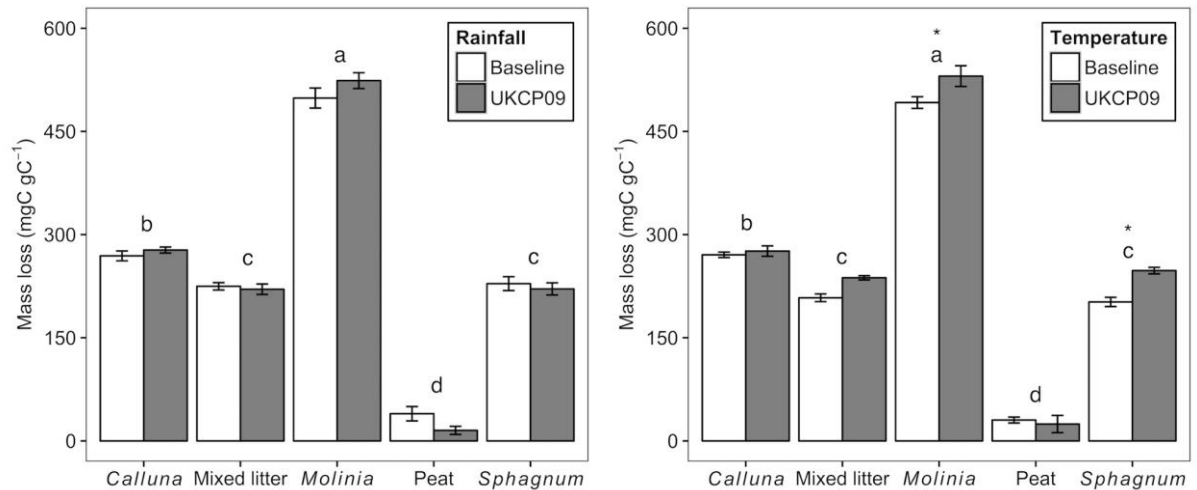 Mass loss (mgC gC⁻¹)
600
450
300
150
0
Rainfall
Baseline
UKCP09
b
c
a
d
c
Calluna
Mixed litter
Molinia
Peat
Sphagnum
Mass loss (mgC gC⁻¹)
600
450
300
150
0
Temperature
Baseline
UKCP09
b
c
*
a
d
*
c
Calluna
Mixed litter
Molinia
Peat
Sphagnum